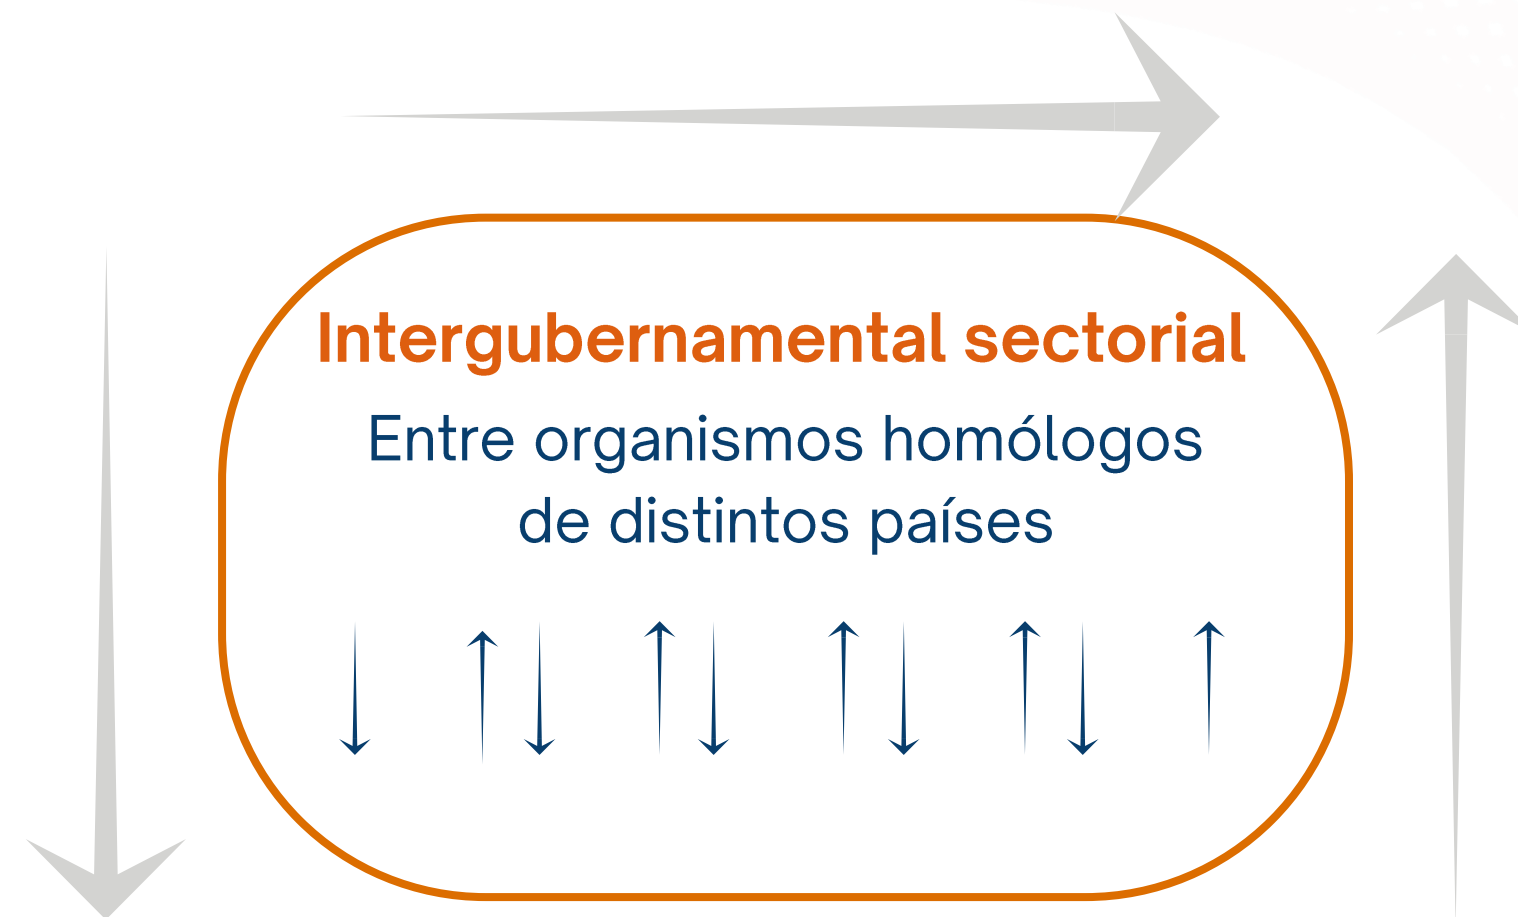 Intergubernamental sectorial
Entre organismos homólogos
de distintos países